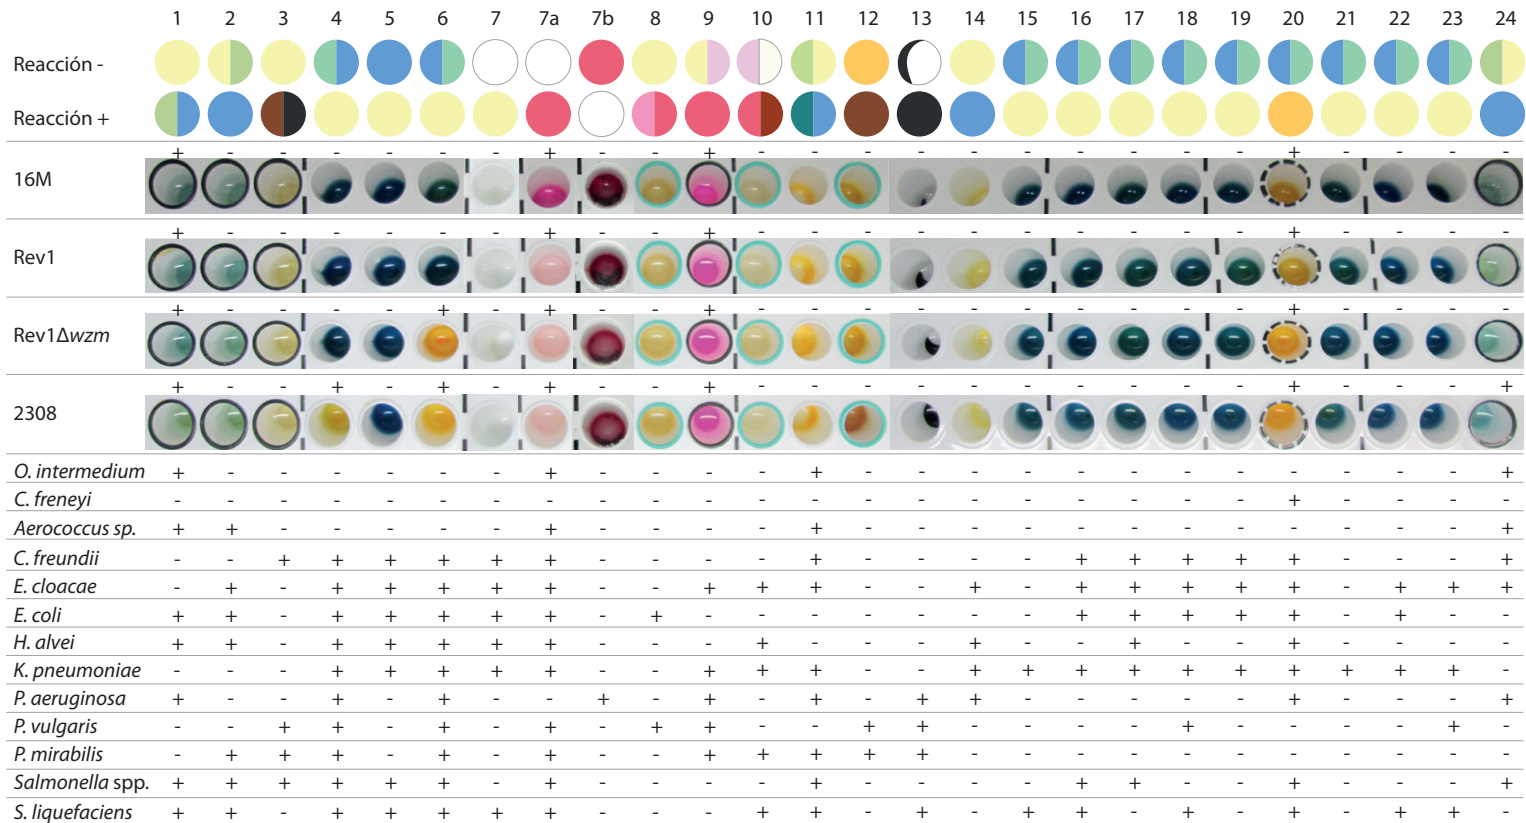 1 2 3 4 5 6 7 7a 7b 8 9 10 11 12 13 14 15 16 17 18 19 20 21 22 23 24
Reacción -
Reacción +
+ - - - - - - + - - + - - - - - - - - - - + - - - -
16M
+ - - - - - - + - - + - - - - - - - - - - + - - - -
Rev1
+ - - - - + - + - - + - - - - - - - - - - + - - - -
Rev1Δwzm
+ - - + - + - + - - + - - - - - - - - - - + - - - +
2308
O. intermedium + - - - - - - + - - - - + - - - - - - - - - - - - +
C. freneyi - - - - - - - - - - - - - - - - - - - - - + - - - -
Aerococcus sp. + + - - - - - + - - - - + - - - - - - - - - - - - +
C. freundii - - + + + + + + - - - - + - - - - + + + + + - - - +
E. cloacae - + - + + + + + - - + + + - - + - + + + + + - + + +
E. coli + + - + + + + + - + - - - - - - - + + + + + - + - -
H. alvei + + - + + + + + - - - + - - - + - - + - - + - - - -
K. pneumoniae - - - + + + + + - - + + + - - + + + + + + + + + + -
P. aeruginosa + - - + - + - + + - + - + - + + - - - - - + - - - +
P. vulgaris - - + + - + - + - + + - - + + - - - - + - - - - + -
P. mirabilis - + + + - + - + - - + + + + + - - - - - - - - - - -
Salmonella spp. + + + + + + - + - - - - + - - - - + + - - + - - - +
S. liquefaciens + + - + + + + + - - - + + - + - + + - + - + - + + -